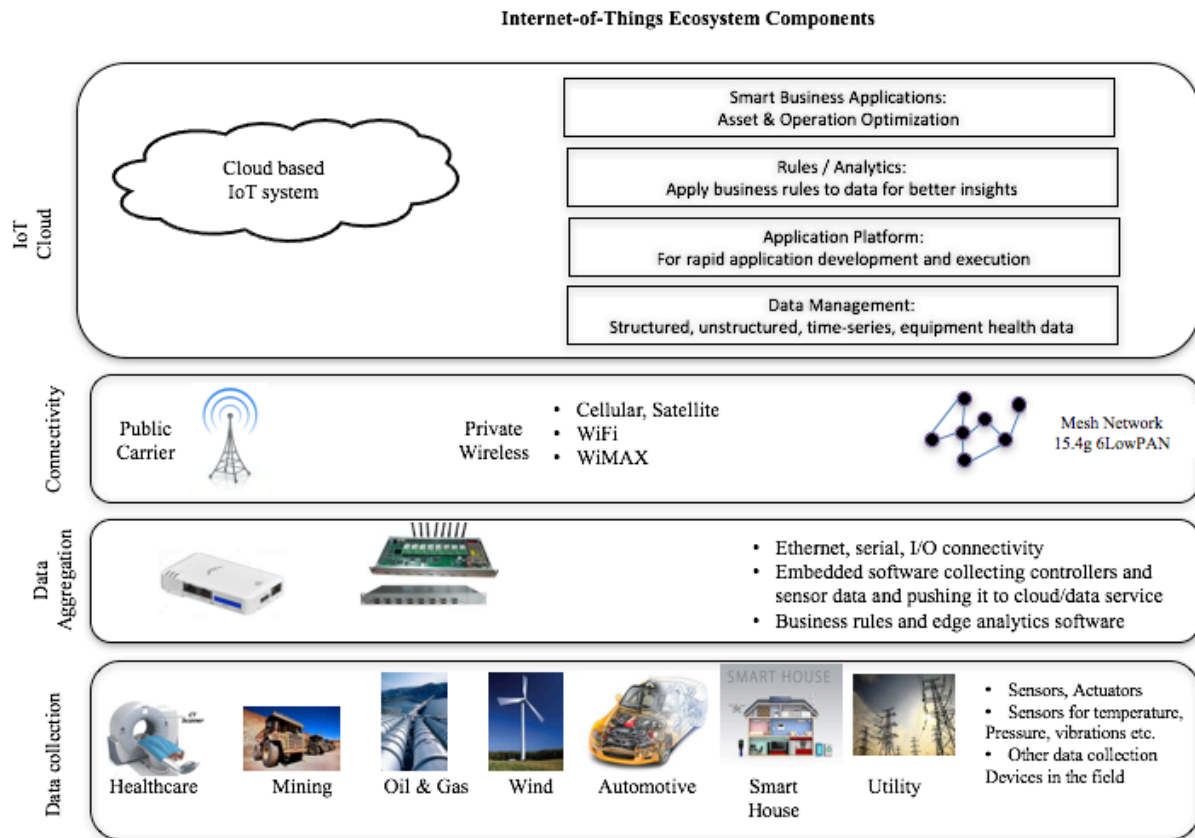 Internet-of-Things Ecosystem Components
IoT
Cloud
Cloud based
IoT system
Smart Business Applications:
Asset & Operation Optimization
Rules / Analytics:
Apply business rules to data for better insights
Application Platform:
For rapid application development and execution
Data Management:
Structured, unstructured, time-series, equipment health data
Connectivity
Public
Carrier
Private
Wireless
• Cellular, Satellite
• WiFi
• WiMAX
Mesh Network
15.4g 6LowPAN
Data
Aggregation
• Ethernet, serial, I/O connectivity
• Embedded software collecting controllers and
sensor data and pushing it to cloud/data service
• Business rules and edge analytics software
Data collection
Scanner
Healthcare
Mining
Oil & Gas
Wind
Automotive
SMART HOUSE
Smart
House
Utility
• Sensors, Actuators
• Sensors for temperature,
Pressure, vibrations etc.
• Other data collection
Devices in the field